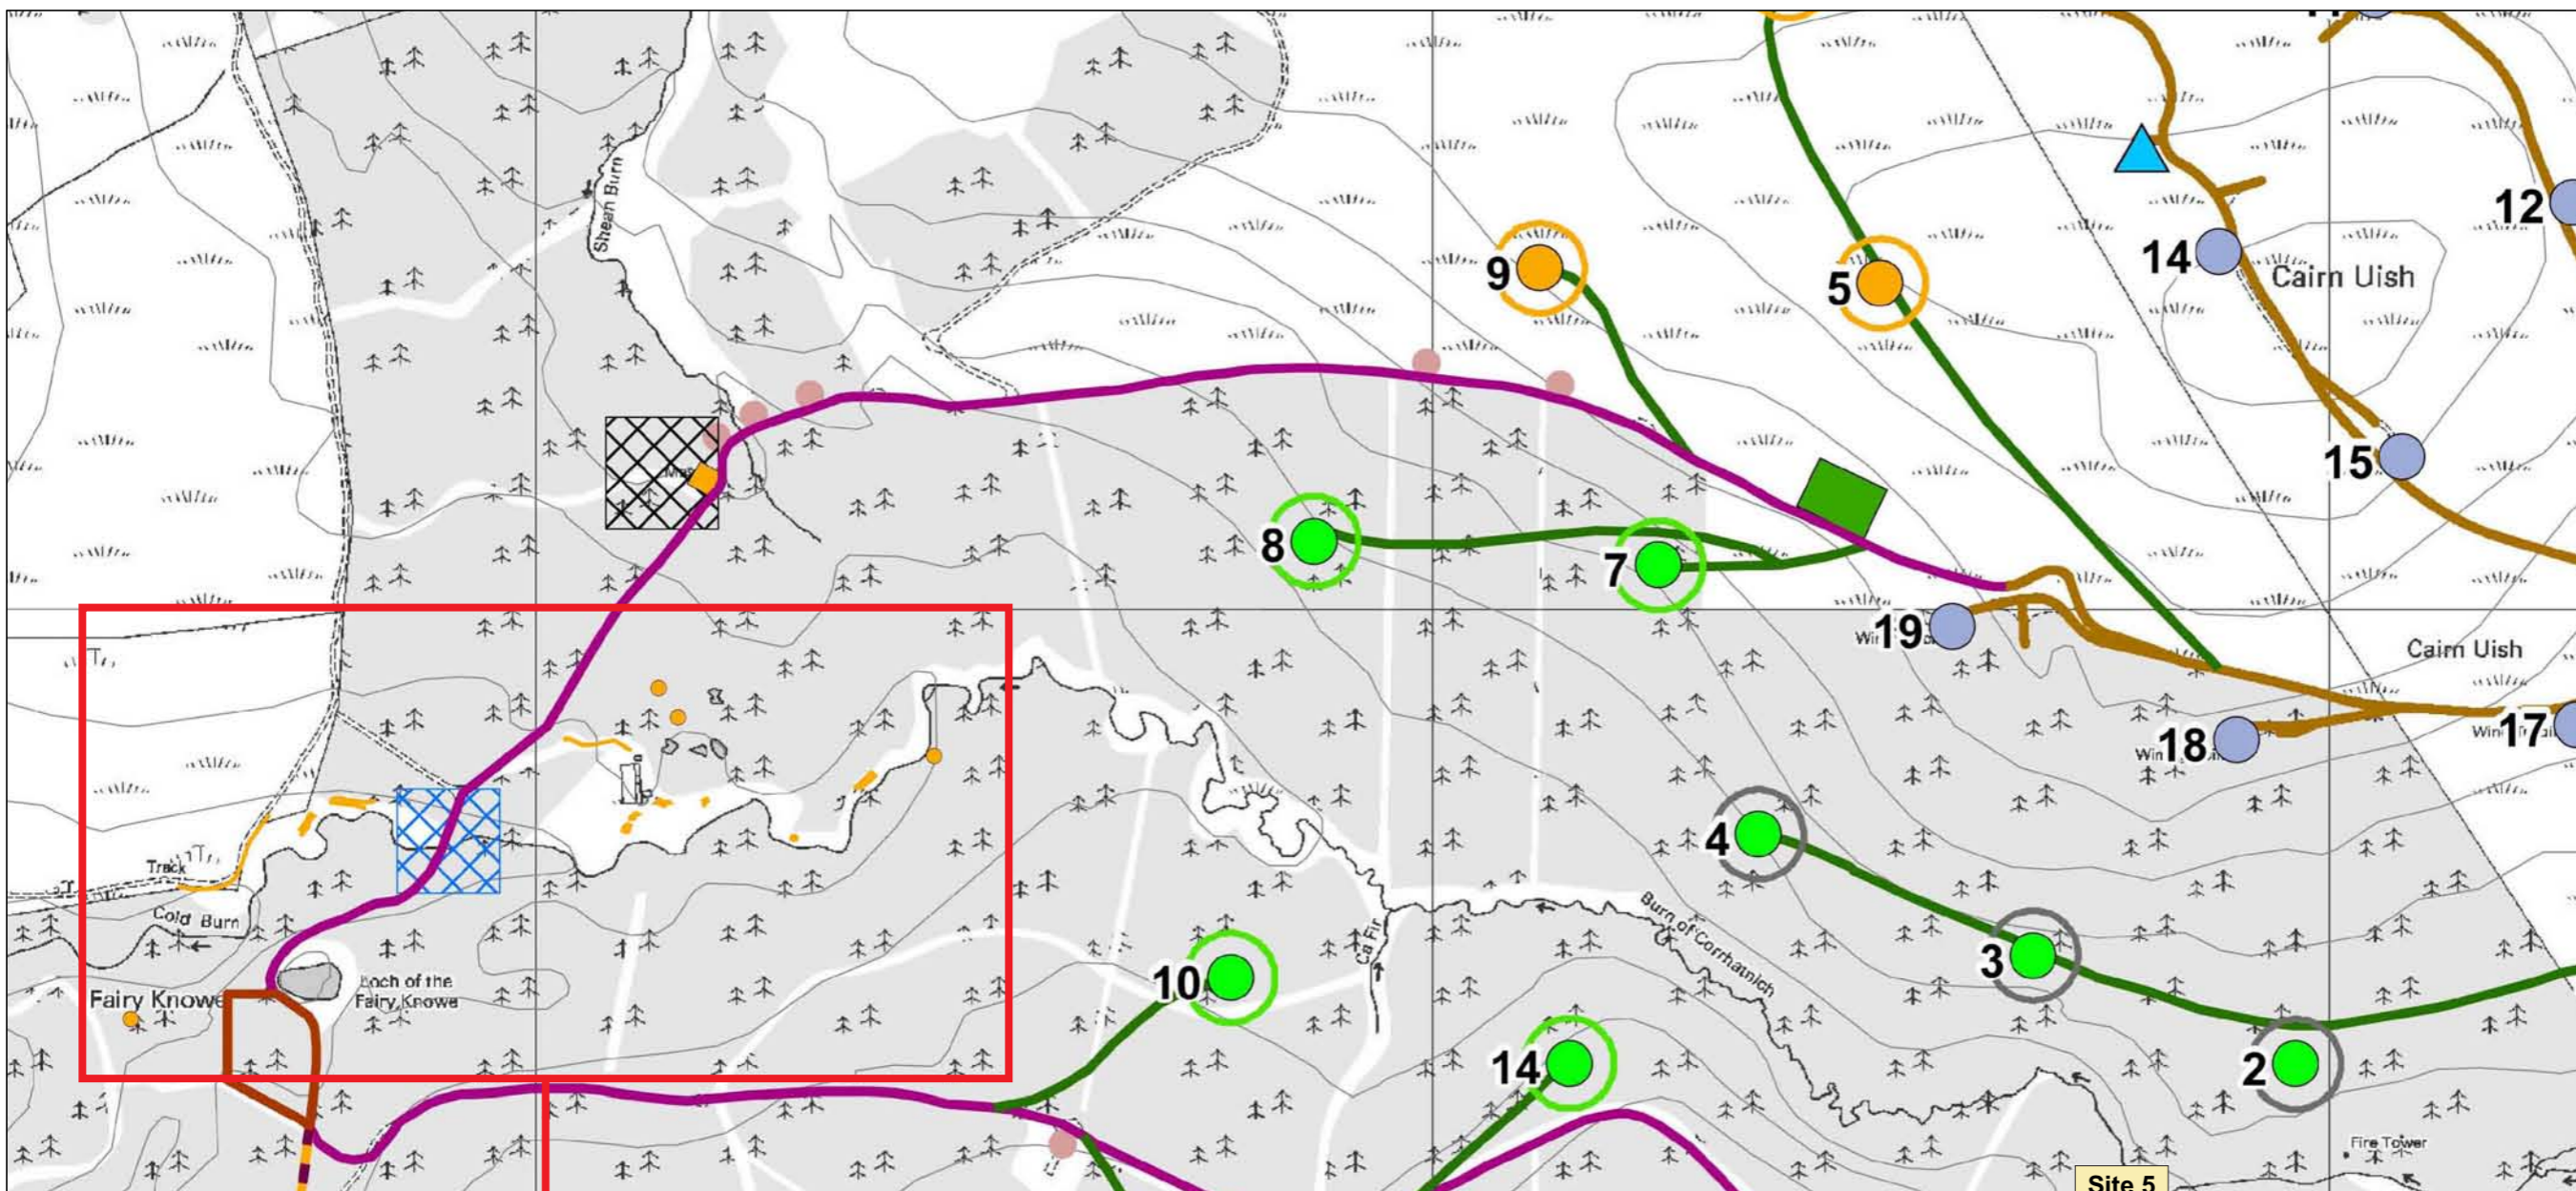 Shean Burn
12
14
Cairn Uish
9
5
15
8
7
19
Cairn Uish
17
18
4
Track
Cold Burn
Burn of Corrhatnich
3
Loch of the
Fairy Knowe
Fairy Knowe
10
14
2
Fire Tower
Site 5